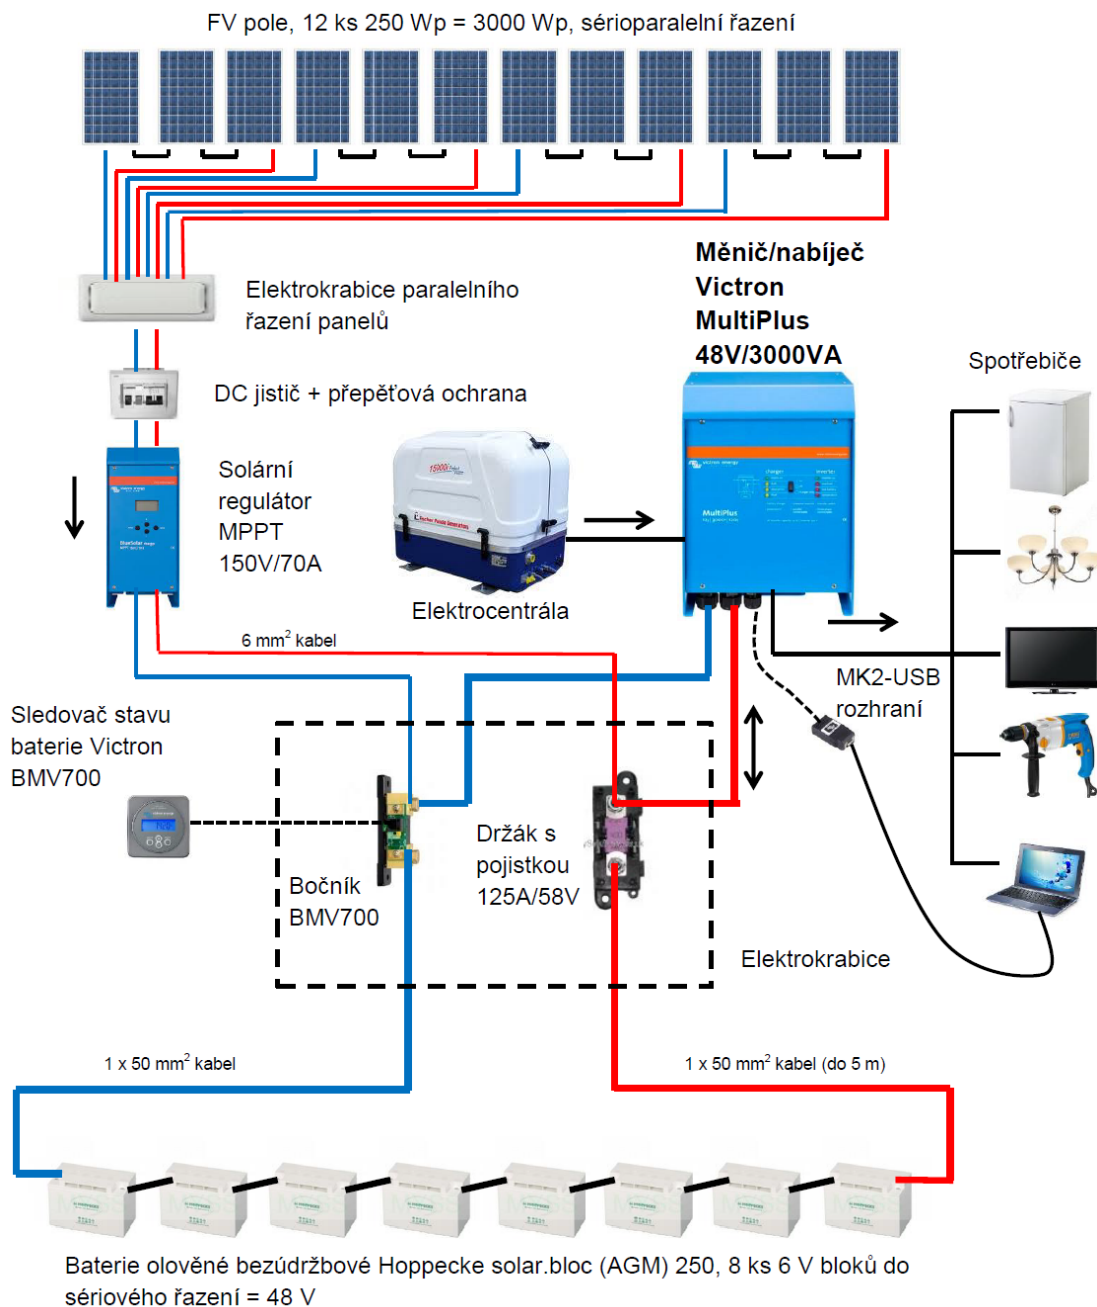 FV pole, 12 ks 250 Wp = 3000 Wp, sérioparalelní řazení
Elektrokrabice paralelního
řazení panelů
Měnič/nabíječ
Victron
MultiPlus
48V/3000VA
DC jistič + přepěťová ochrana
Spotřebiče
Solární
regulátor
MPPT
150V/70A
MultiPlus
Elektrocentrála
6 mm² kabel
MK2-USB
rozhraní
Sledovač stavu
baterie Victron
BMV700
Držák s
pojistkou
125A/58V
Bočník
BMV700
Elektrokrabice
1 x 50 mm² kabel
1 x 50 mm² kabel (do 5 m)
Baterie olověné bezúdržbové Hoppecke solar.bloc (AGM) 250, 8 ks 6 V bloků do
sériového řazení = 48 V